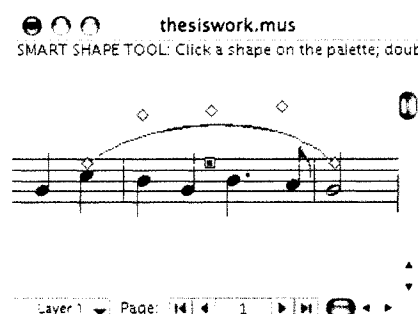 thesiswork.mus
SMART SHAPE TOOL: Click a shape on the palette; doub
Layer 1 Page: 1